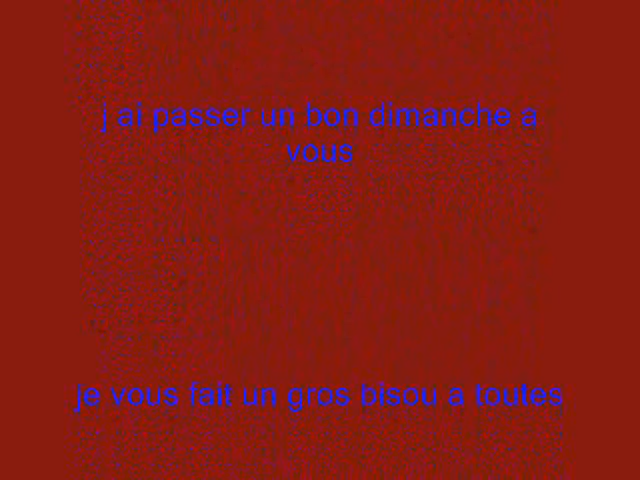 j ai passer un bon dimanche a
vous
je vous fait un gros bisou a toutes